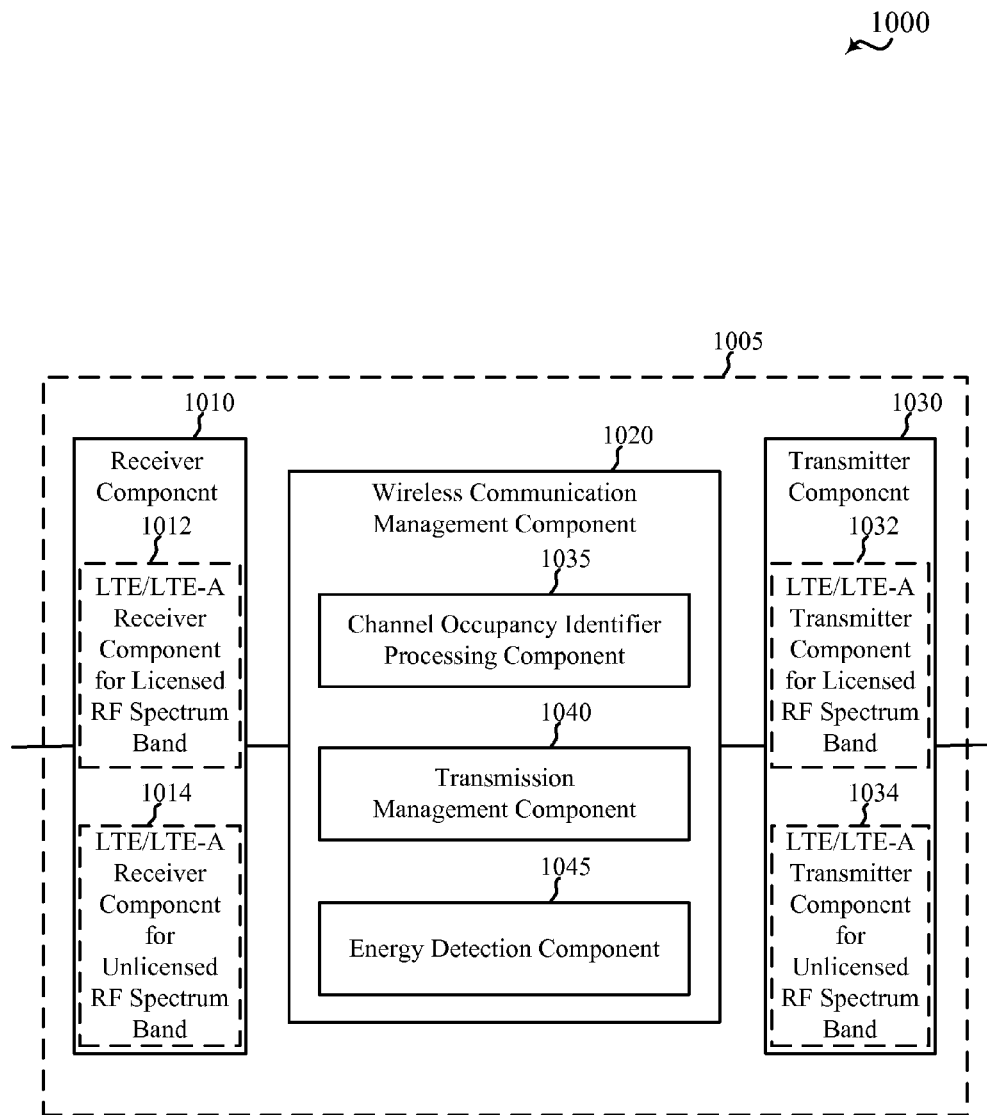 1000
1005
1010
Receiver
Component
1012
LTE/LTE-A
Receiver
Component
for Licensed
RF Spectrum
Band
1014
LTE/LTE-A
Receiver
Component
for
Unlicensed
RF Spectrum
Band
1020
Wireless Communication
Management Component
1035
Channel Occupancy Identifier
Processing Component
1040
Transmission
Management Component
1045
Energy Detection Component
1030
Transmitter
Component
1032
LTE/LTE-A
Transmitter
Component
for Licensed
RF Spectrum
Band
1034
LTE/LTE-A
Transmitter
Component
for
Unlicensed
RF Spectrum
Band